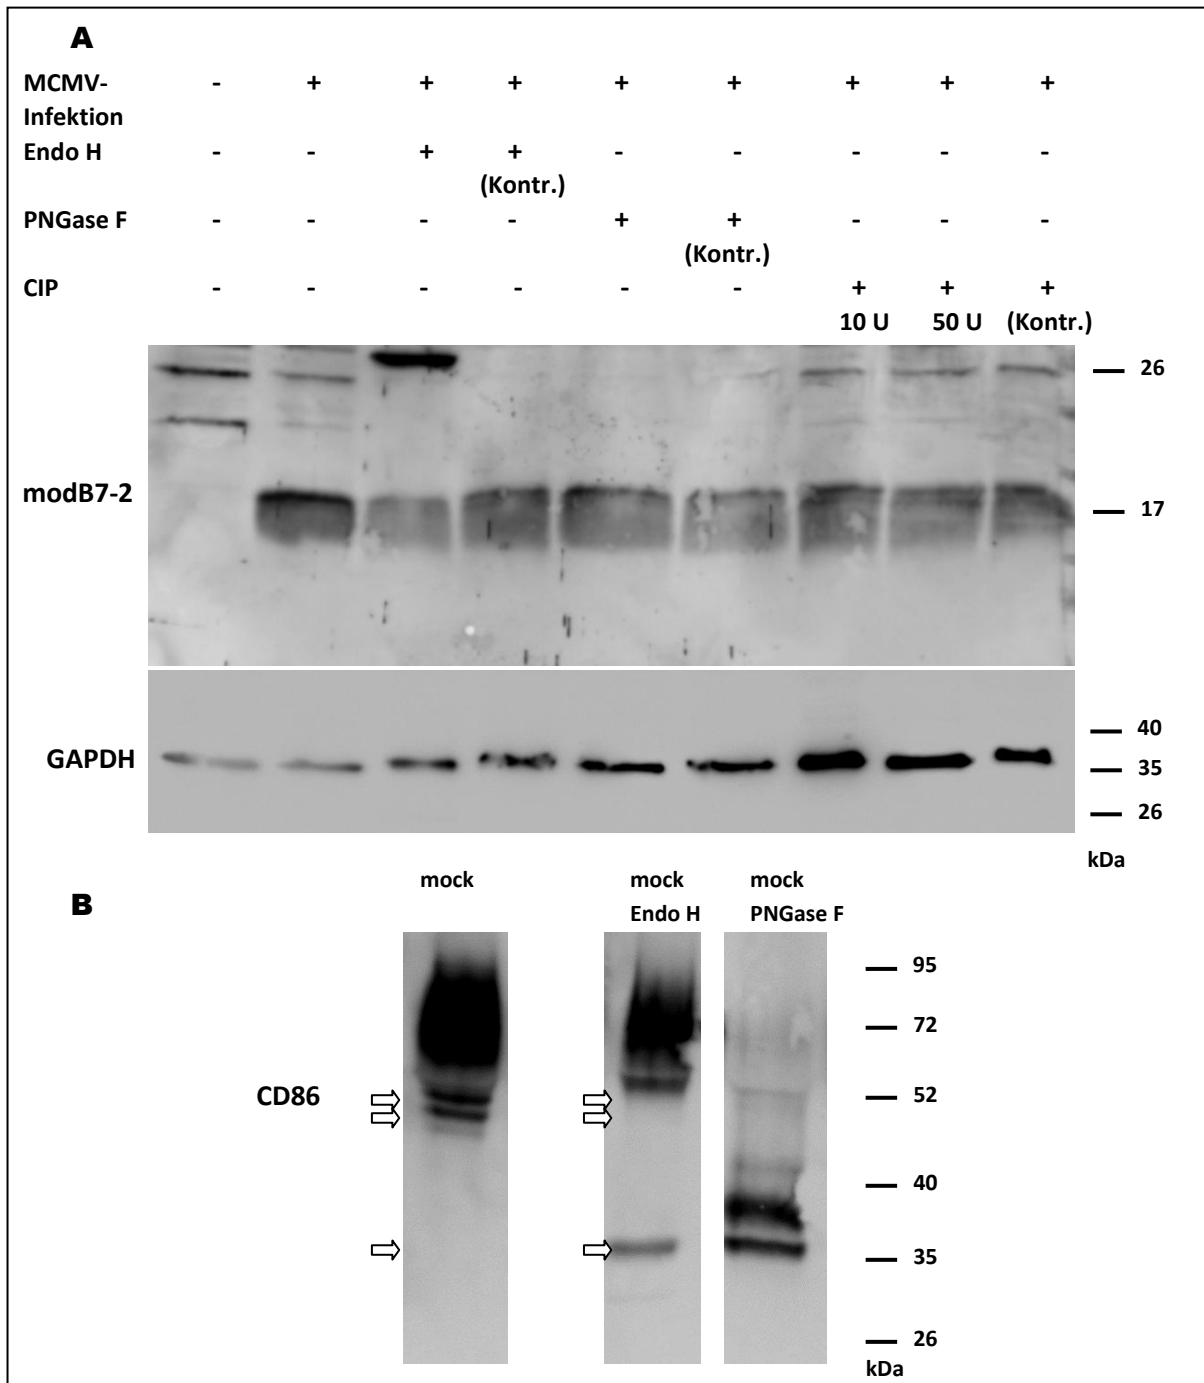 A
MCMV- - + + + + + + + +
Infektion
Endo H - - + + - - - - -
(Kontr.)
PNGase F - - - - + + - - -
(Kontr.)
CIP - - - - - - + + +
10 U 50 U (Kontr.)
26
modB7-2
17
40
GAPDH
35
26
kDa
B
mock mock mock
Endo H PNGase F
95
72
CD86 52
40
35
26
kDa